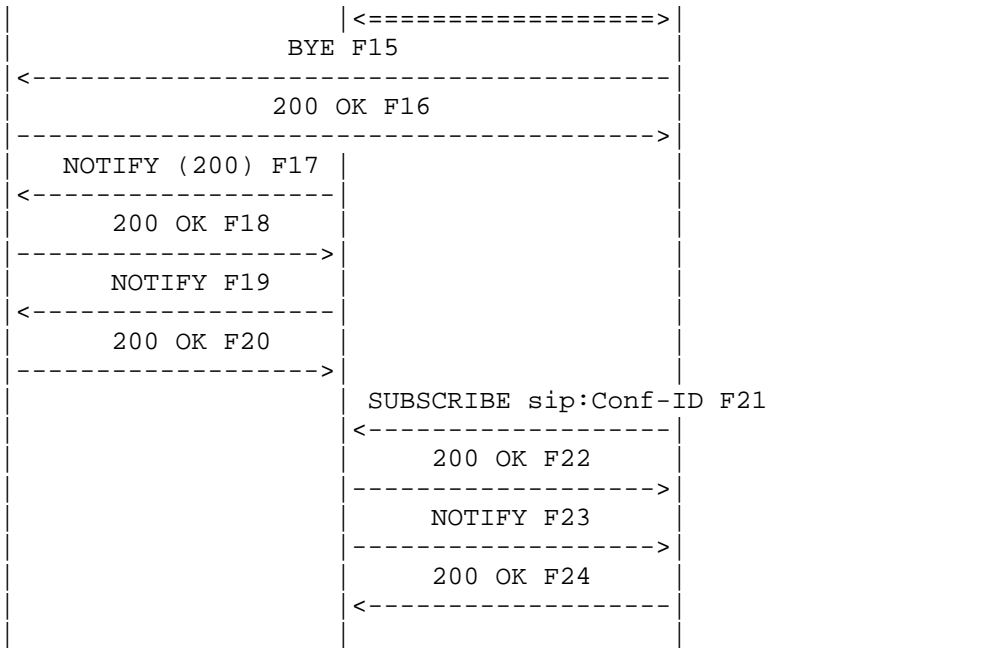 |                    |<===================>|
|                 BYE F15                  |
|<-----------------------------------------|
|                200 OK F16                |
|----------------------------------------->|
|   NOTIFY (200) F17 |                     |
|<-------------------|                     |
|      200 OK F18    |                     |
|------------------->|                     |
|      NOTIFY F19    |                     |
|<-------------------|                     |
|      200 OK F20    |                     |
|------------------->|                     |
|                    | SUBSCRIBE sip:Conf-ID F21
|                    |<--------------------|
|                    |     200 OK F22      |
|                    |-------------------->|
|                    |     NOTIFY F23      |
|                    |-------------------->|
|                    |     200 OK F24      |
|                    |<--------------------|
|                    |                     |